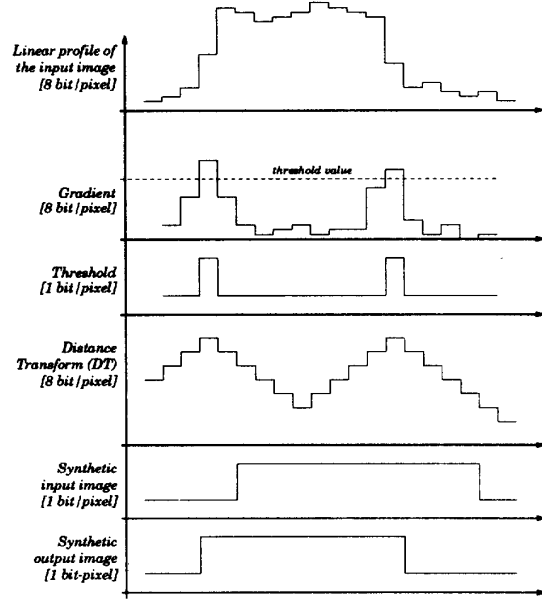 Linear profile of
the input image
[8 bit/pixel]
threshold value
Gradient
[8 bit/pixel]
Threshold
[1 bit/pixel]
Distance
Transform (DT)
[8 bit/pixel]
Synthetic
input image
[1 bit/pixel]
Synthetic
output image
[1 bit-pixel]